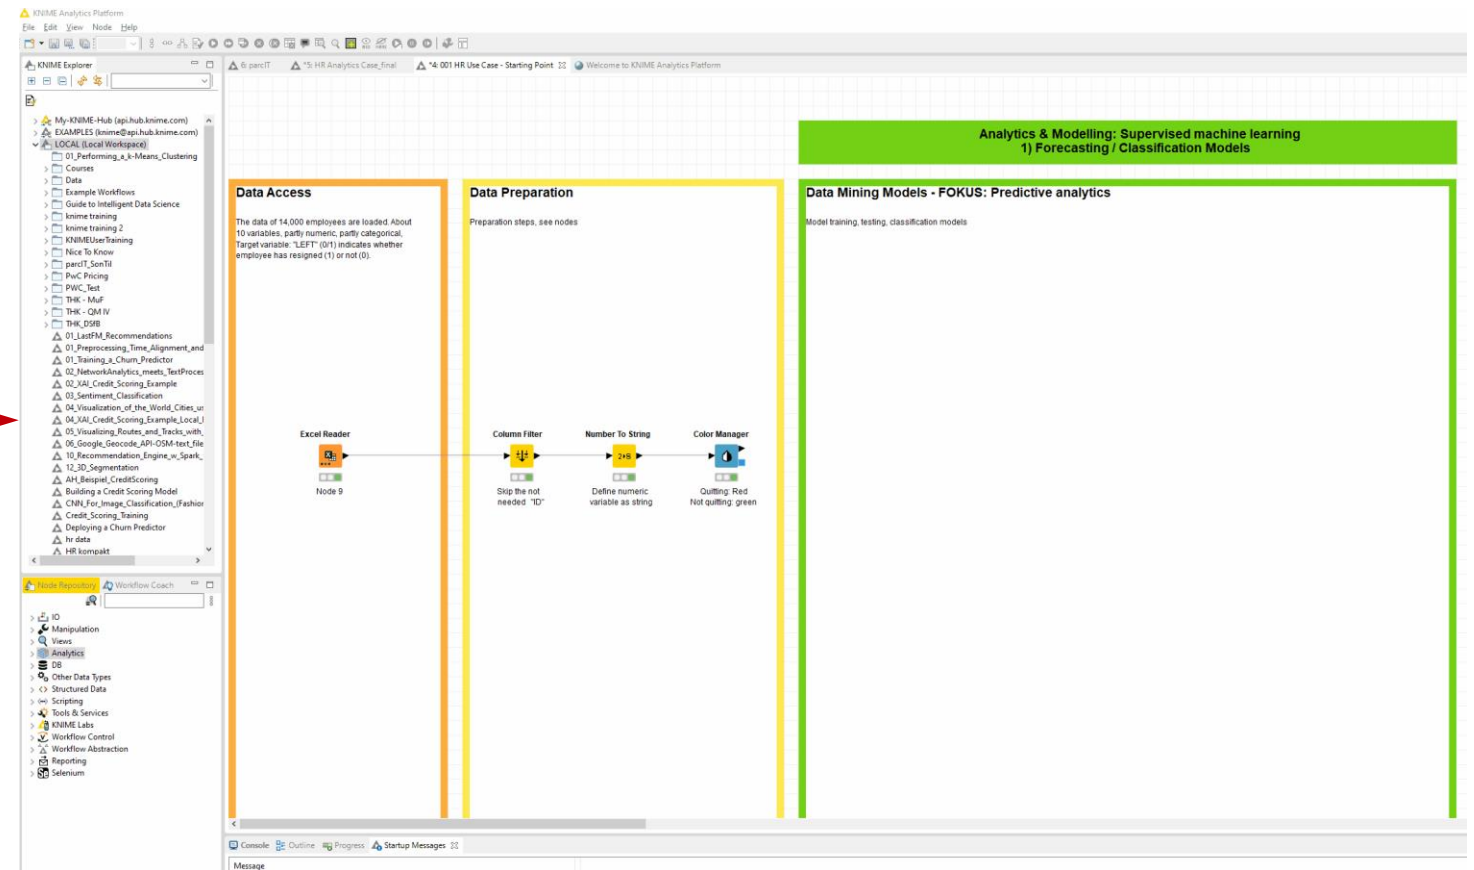 KNIME Analytics Platform
File Edit View Node Help
KNIME Explorer
My-KNIME-Hub (api.hub.knime.com)
EXAMPLES (knime@api.hub.knime.com)
LOCAL (Local Workspace)
01_Performing_a_k-Means_Clustering
Courses
Data
Example Workflows
Guide to Intelligent Data Science
knime training
knime training 2
KNIMEUserTraining
Nice To Know
parcIT_SonTil
PwC Pricing
PWC_Test
THK - MuF
THK - QM IV
THK_DSfB
01_LastFM_Recommendations
01_Preprocessing_Time_Alignment_and
01_Training_a_Churn_Predictor
02_NetworkAnalytics_meets_TextProces
02_XAI_Credit_Scoring_Example
03_Sentiment_Classification
04_Visualization_of_the_World_Cities_us
04_XAI_Credit_Scoring_Example_Local_
05_Visualizing_Routes_and_Tracks_with_
06_Google_Geocode_API-OSM-text_file
10_Recommendation_Engine_w_Spark_
12_3D_Segmentation
AH_Beispiel_CreditScoring
Building a Credit Scoring Model
CNN_For_Image_Classification_(Fashior
Credit_Scoring_Training
Deploying a Churn Predictor
hr data
HR kompakt
Node Repository Workflow Coach
IO
Manipulation
Views
Analytics
DB
Other Data Types
Structured Data
Scripting
Tools & Services
KNIME Labs
Workflow Control
Workflow Abstraction
Reporting
Selenium
6: parcIT *5: HR Analytics Case_final *4: 001 HR Use Case - Starting Point Welcome to KNIME Analytics Platform
Analytics & Modelling: Supervised machine learning
1) Forecasting / Classification Models
Data Access
The data of 14,000 employees are loaded. About
10 variables, partly numeric, partly categorical,
Target variable: "LEFT" (0/1) indicates whether
employee has resigned (1) or not (0).
Data Preparation
Preparation steps, see nodes
Data Mining Models - FOKUS: Predictive analytics
Model training, testing, classification models
Excel Reader
Node 9
Column Filter
Skip the not
needed "ID"
Number To String
Define numeric
variable as string
Color Manager
Quitting: Red
Not quitting: green
Console Outline Progress Startup Messages
Message